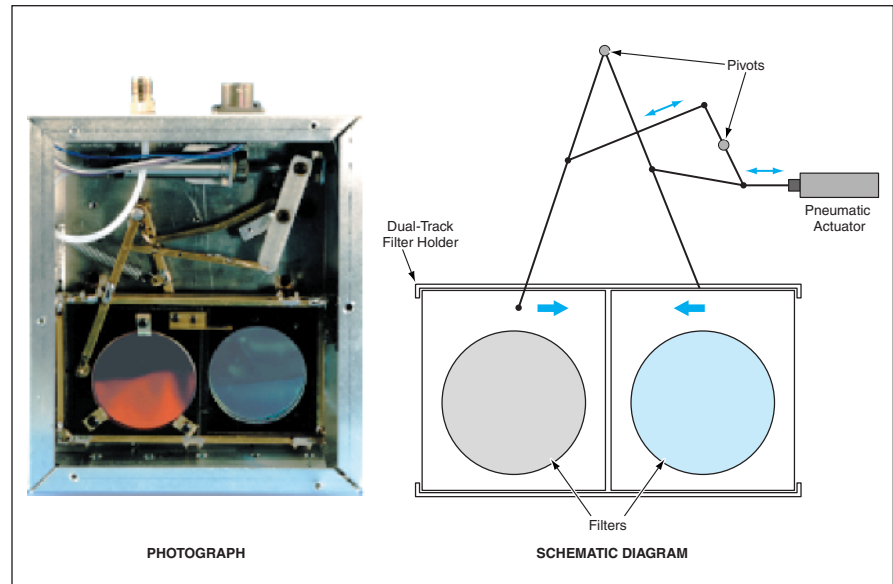 Pivots
Pneumatic
Actuator
Dual-Track
Filter Holder
Filters
PHOTOGRAPH
SCHEMATIC DIAGRAM